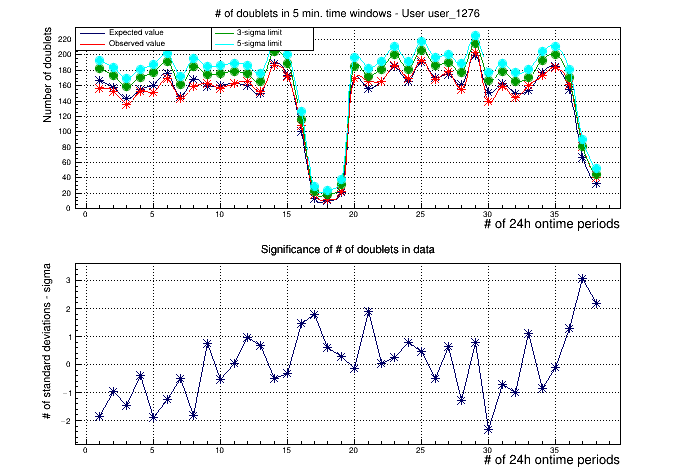 # of doublets in 5 min. time windows - User user_1276
Number of doublets
Expected value
Observed value
3-sigma limit
5-sigma limit
220
200
180
160
140
120
100
80
60
40
20
0
0 5 10 15 20 25 30 35
# of 24h ontime periods
Significance of # of doublets in data
# of standard deviations - sigma
3
2
1
0
−1
−2
0 5 10 15 20 25 30 35
# of 24h ontime periods